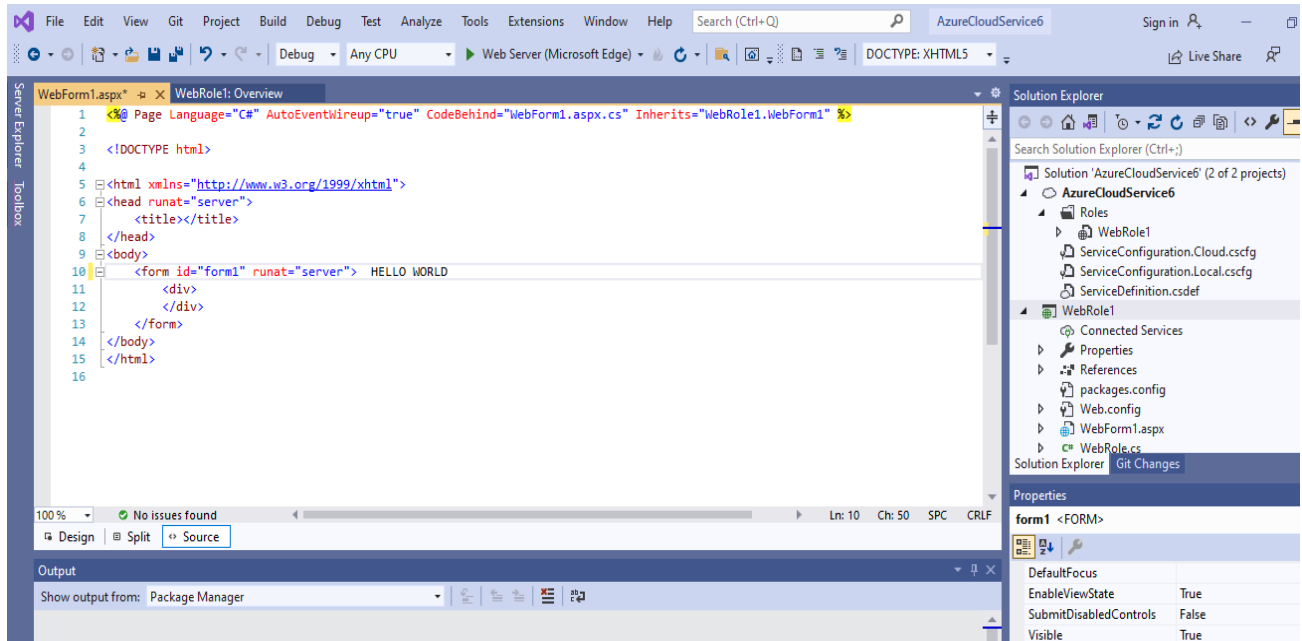 File Edit View Git Project Build Debug Test Analyze Tools Extensions Window Help Search (Ctrl+Q) AzureCloudService6 Sign in
Debug Any CPU Web Server (Microsoft Edge) DOCTYPE: XHTML5 Live Share
Server Explorer
Toolbox
WebForm1.aspx* WebRole1: Overview
1 <%@ Page Language="C#" AutoEventWireup="true" CodeBehind="WebForm1.aspx.cs" Inherits="WebRole1.WebForm1" %>
2
3 <!DOCTYPE html>
4
5 <html xmlns="http://www.w3.org/1999/xhtml">
6 <head runat="server">
7 <title></title>
8 </head>
9 <body>
10 <form id="form1" runat="server"> HELLO WORLD
11 <div>
12 </div>
13 </form>
14 </body>
15 </html>
16
100 % No issues found Ln: 10 Ch: 50 SPC CRLF
Design Split Source
Output
Show output from: Package Manager
Solution Explorer
Search Solution Explorer (Ctrl+;)
Solution 'AzureCloudService6' (2 of 2 projects)
AzureCloudService6
Roles
WebRole1
ServiceConfiguration.Cloud.cscfg
ServiceConfiguration.Local.cscfg
ServiceDefinition.csdef
WebRole1
Connected Services
Properties
References
packages.config
Web.config
WebForm1.aspx
C# WebRole.cs
Solution Explorer Git Changes
Properties
form1 <FORM>
DefaultFocus
EnableViewState True
SubmitDisabledControls False
Visible True